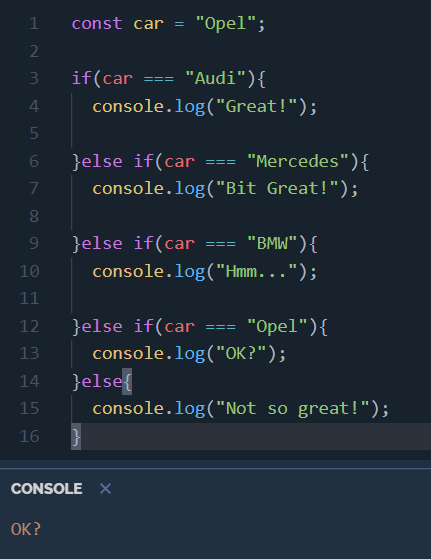 1 const car = "Opel";
2
3 if(car === "Audi"){
4 console.log("Great!");
5
6 }else if(car === "Mercedes"){
7 console.log("Bit Great!");
8
9 }else if(car === "BMW"){
10 console.log("Hmm...");
11
12 }else if(car === "Opel"){
13 console.log("OK?");
14 }else{
15 console.log("Not so great!");
16 }
CONSOLE ×
OK?